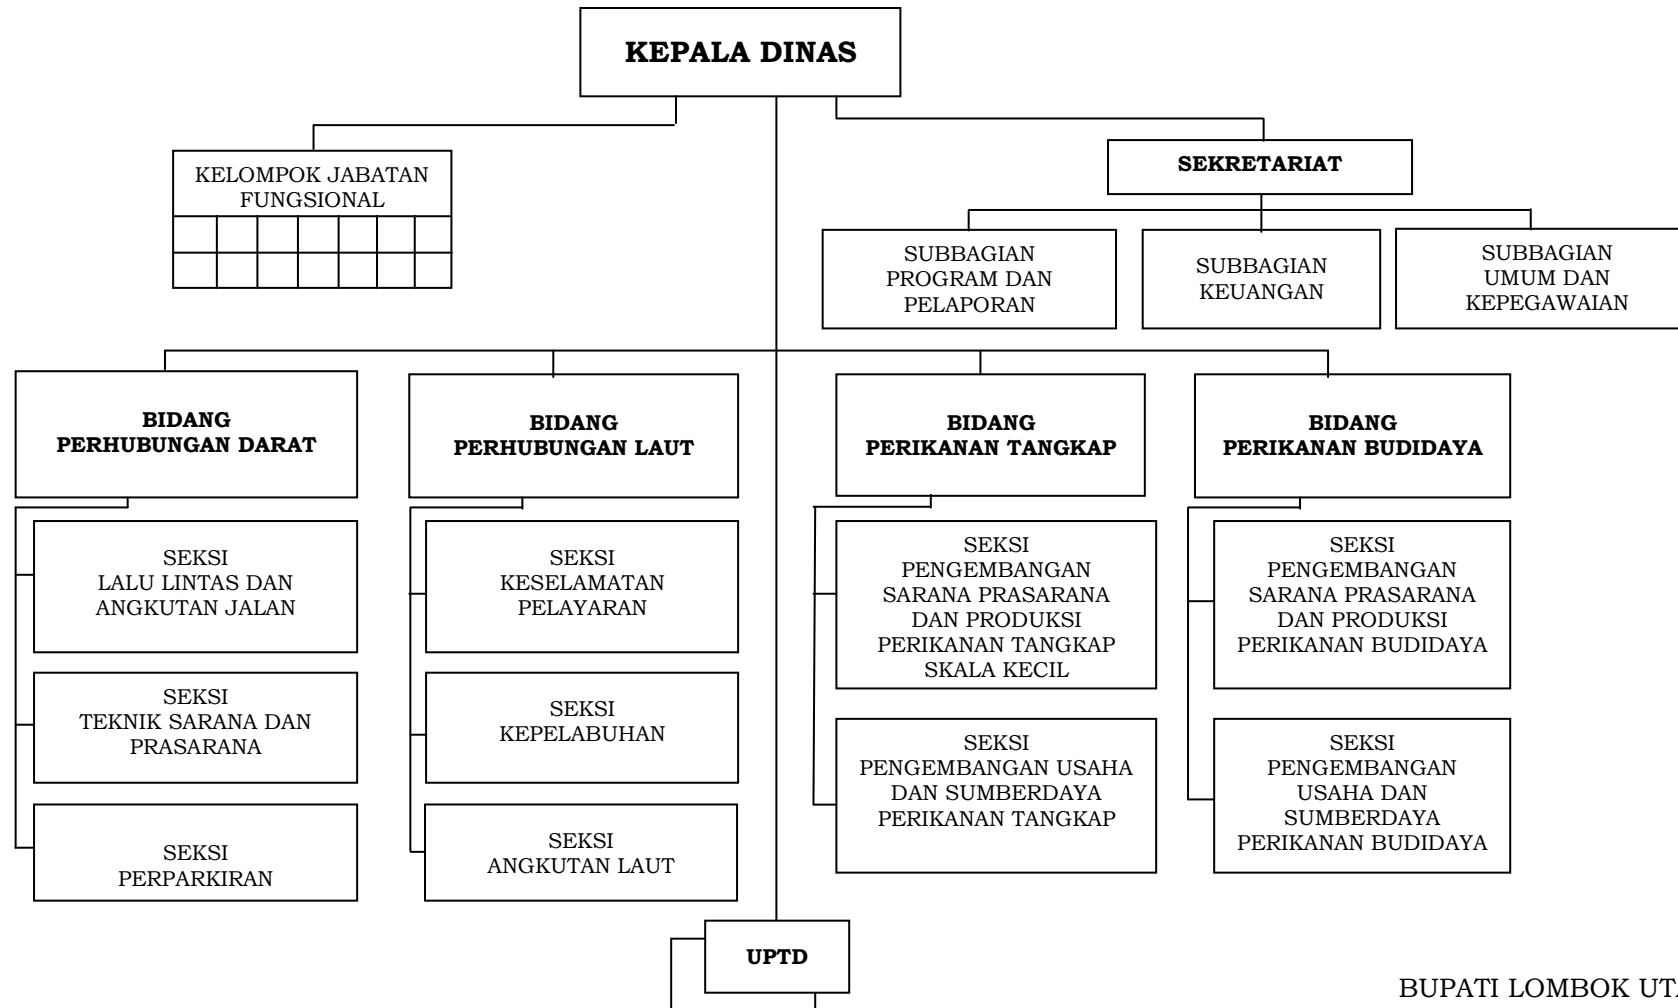 KEPALA DINAS
KELOMPOK JABATAN
FUNGSIONAL
SEKRETARIAT
SUBBAGIAN
PROGRAM DAN
PELAPORAN
SUBBAGIAN
KEUANGAN
SUBBAGIAN
UMUM DAN
KEPEGAWAIAN
BIDANG
PERHUBUNGAN DARAT
BIDANG
PERHUBUNGAN LAUT
BIDANG
PERIKANAN TANGKAP
BIDANG
PERIKANAN BUDIDAYA
SEKSI
LALU LINTAS DAN
ANGKUTAN JALAN
SEKSI
TEKNIK SARANA DAN
PRASARANA
SEKSI
PERPARKIRAN
SEKSI
KESELAMATAN
PELAYARAN
SEKSI
KEPELABUHAN
SEKSI
ANGKUTAN LAUT
SEKSI
PENGEMBANGAN
SARANA PRASARANA
DAN PRODUKSI
PERIKANAN TANGKAP
SKALA KECIL
SEKSI
PENGEMBANGAN USAHA
DAN SUMBERDAYA
PERIKANAN TANGKAP
SEKSI
PENGEMBANGAN
SARANA PRASARANA
DAN PRODUKSI
PERIKANAN BUDIDAYA
SEKSI
PENGEMBANGAN
USAHA DAN
SUMBERDAYA
PERIKANAN BUDIDAYA
UPTD
BUPATI LOMBOK